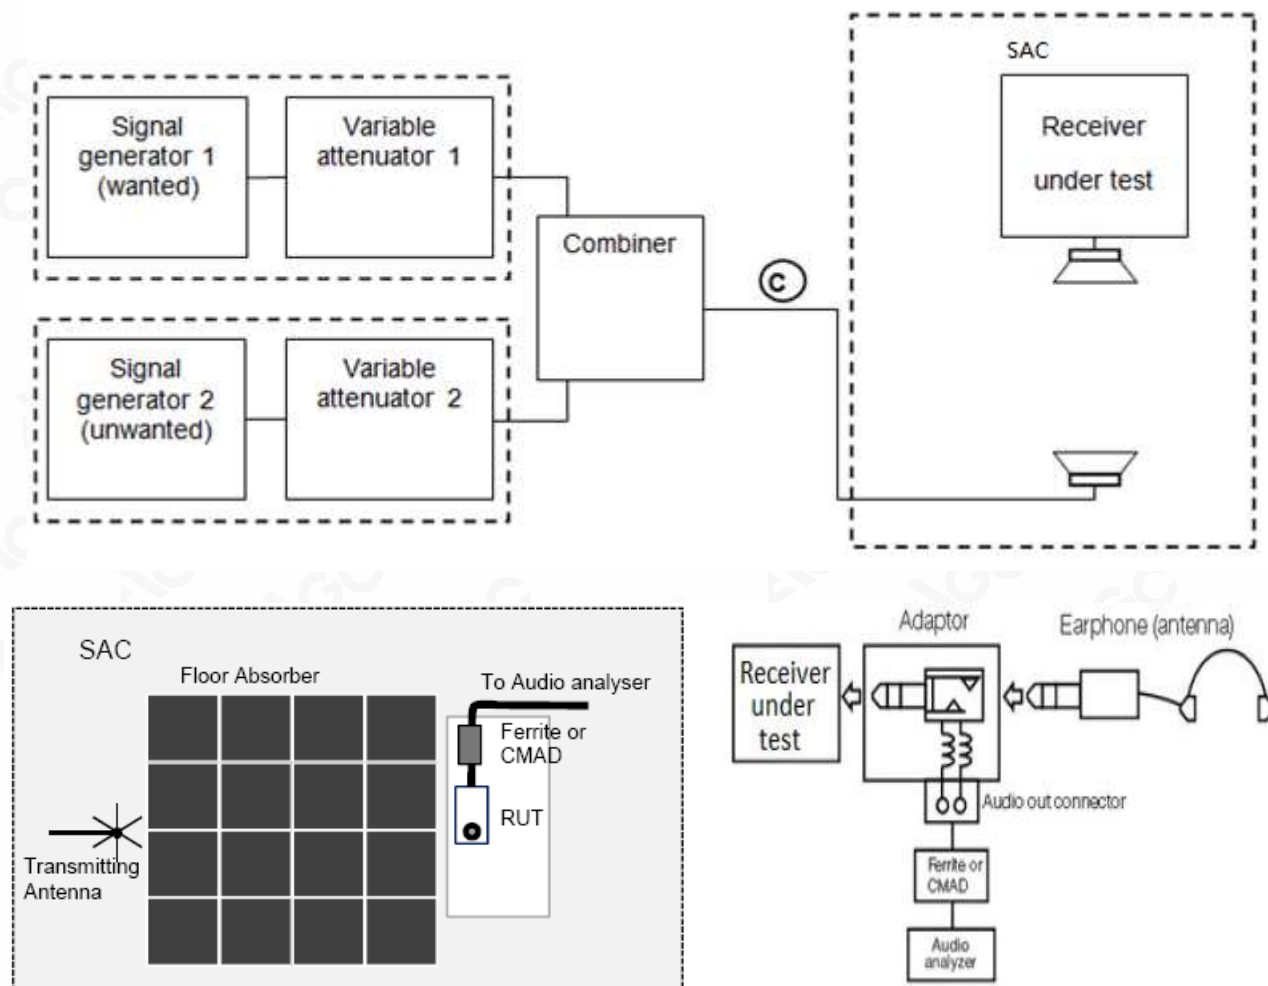 SAC
Signal
generator 1
(wanted)
Variable
attenuator 1
Receiver
under test
Combiner
C
Signal
generator 2
(unwanted)
Variable
attenuator 2
SAC
Floor Absorber
To Audio analyser
Ferrite or
CMAD
RUT
Transmitting
Antenna
Adaptor
Earphone (antenna)
Receiver
under
test
Audio out connector
Ferrite or
CMAD
Audio
analyzer